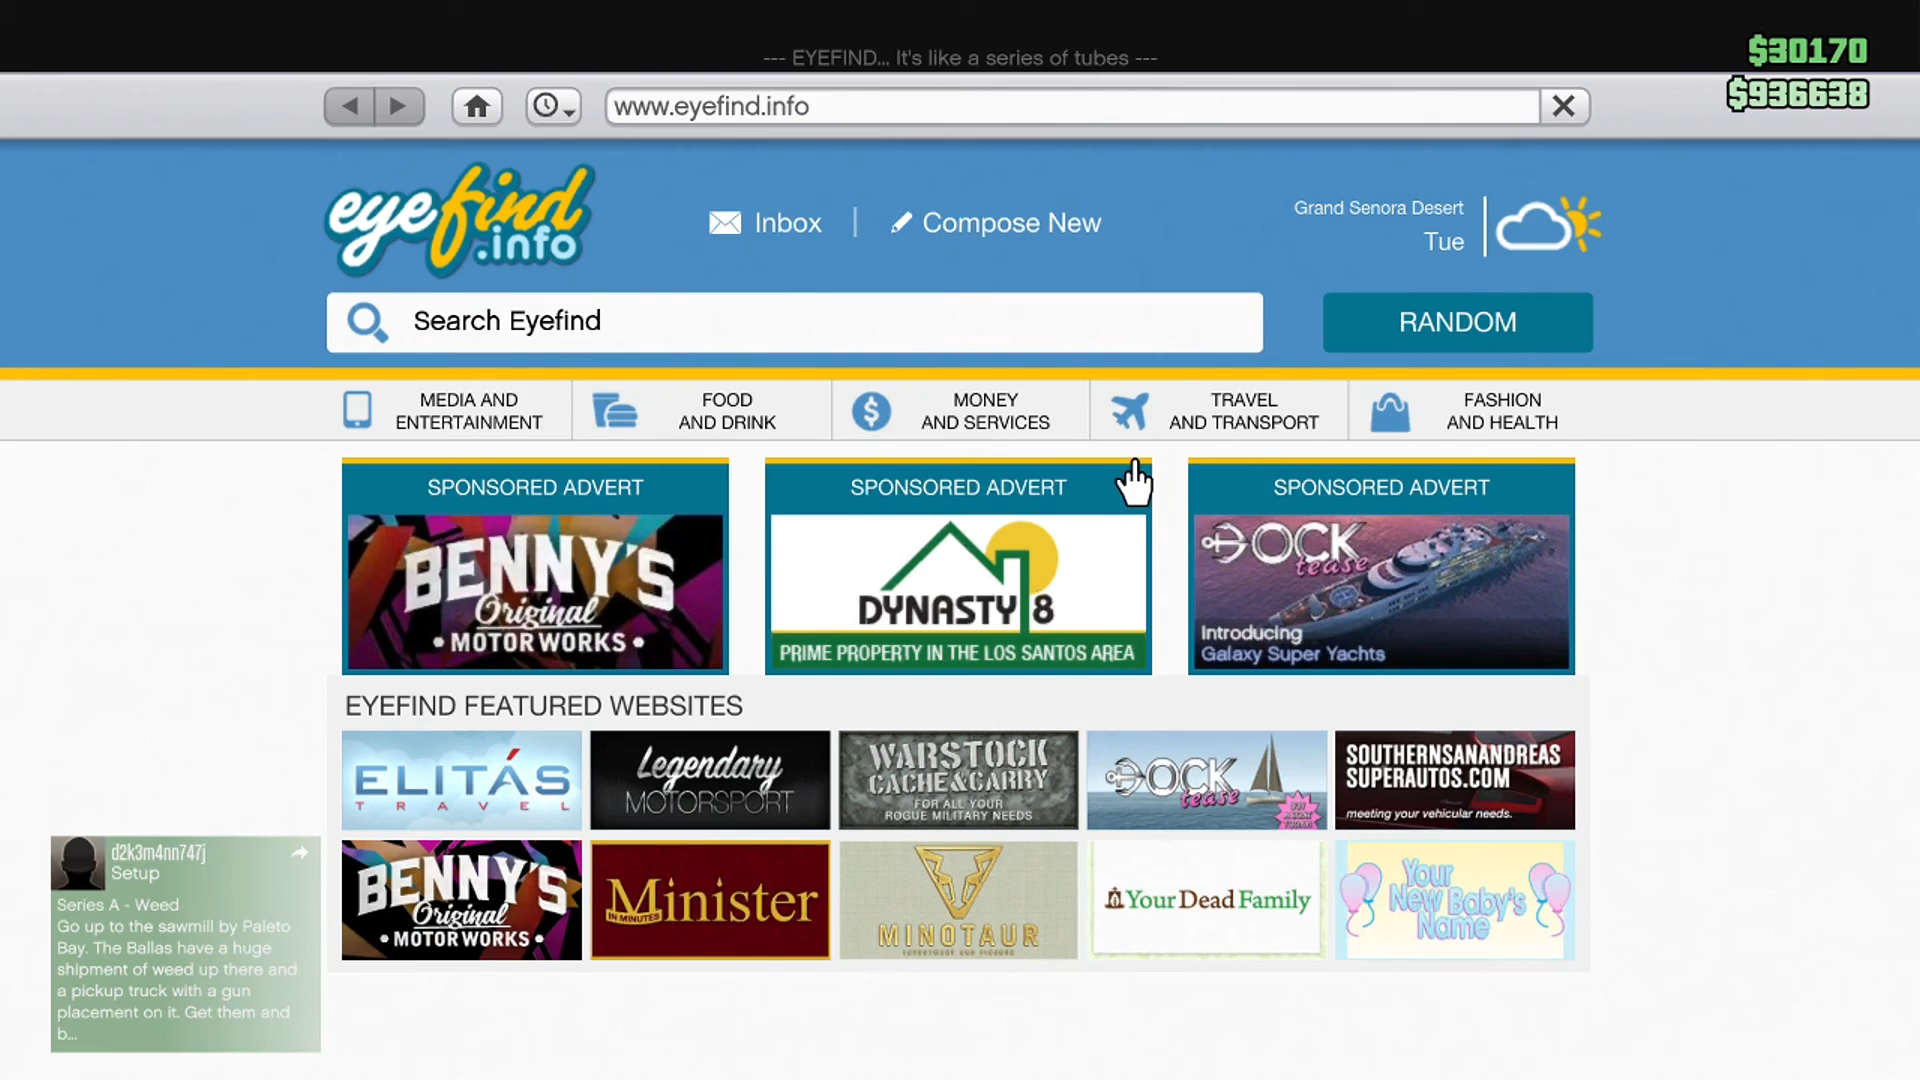 --- EYEFIND... It's like a series of tubes ---
$30170
$936638
www.eyefind.info
eyefind
.info
Inbox
Compose New
Grand Senora Desert
Tue
Search Eyefind
RANDOM
MEDIA AND
ENTERTAINMENT
FOOD
AND DRINK
MONEY
AND SERVICES
TRAVEL
AND TRANSPORT
FASHION
AND HEALTH
SPONSORED ADVERT
BENNY'S
Original
• MOTOR WORKS •
SPONSORED ADVERT
DYNASTY 8
PRIME PROPERTY IN THE LOS SANTOS AREA
SPONSORED ADVERT
DOCK
tease
Introducing
Galaxy Super Yachts
EYEFIND FEATURED WEBSITES
ELITÁS
TRAVEL
Legendary
MOTORSPORT
WARSTOCK
CACHE & CARRY
FOR ALL YOUR
ROGUE MILITARY NEEDS
DOCK
tease
SOUTHERNSANANDREAS
SUPERAUTOS.COM
meeting your vehicular needs.
BENNY'S
Original
• MOTOR WORKS •
Minister
IN MINUTES
MINOTAUR
Your Dead Family
Your
New Baby's
Name
d2k3m4nn747j
Setup
Series A - Weed
Go up to the sawmill by Paleto
Bay. The Ballas have a huge
shipment of weed up there and
a pickup truck with a gun
placement on it. Get them and
b...